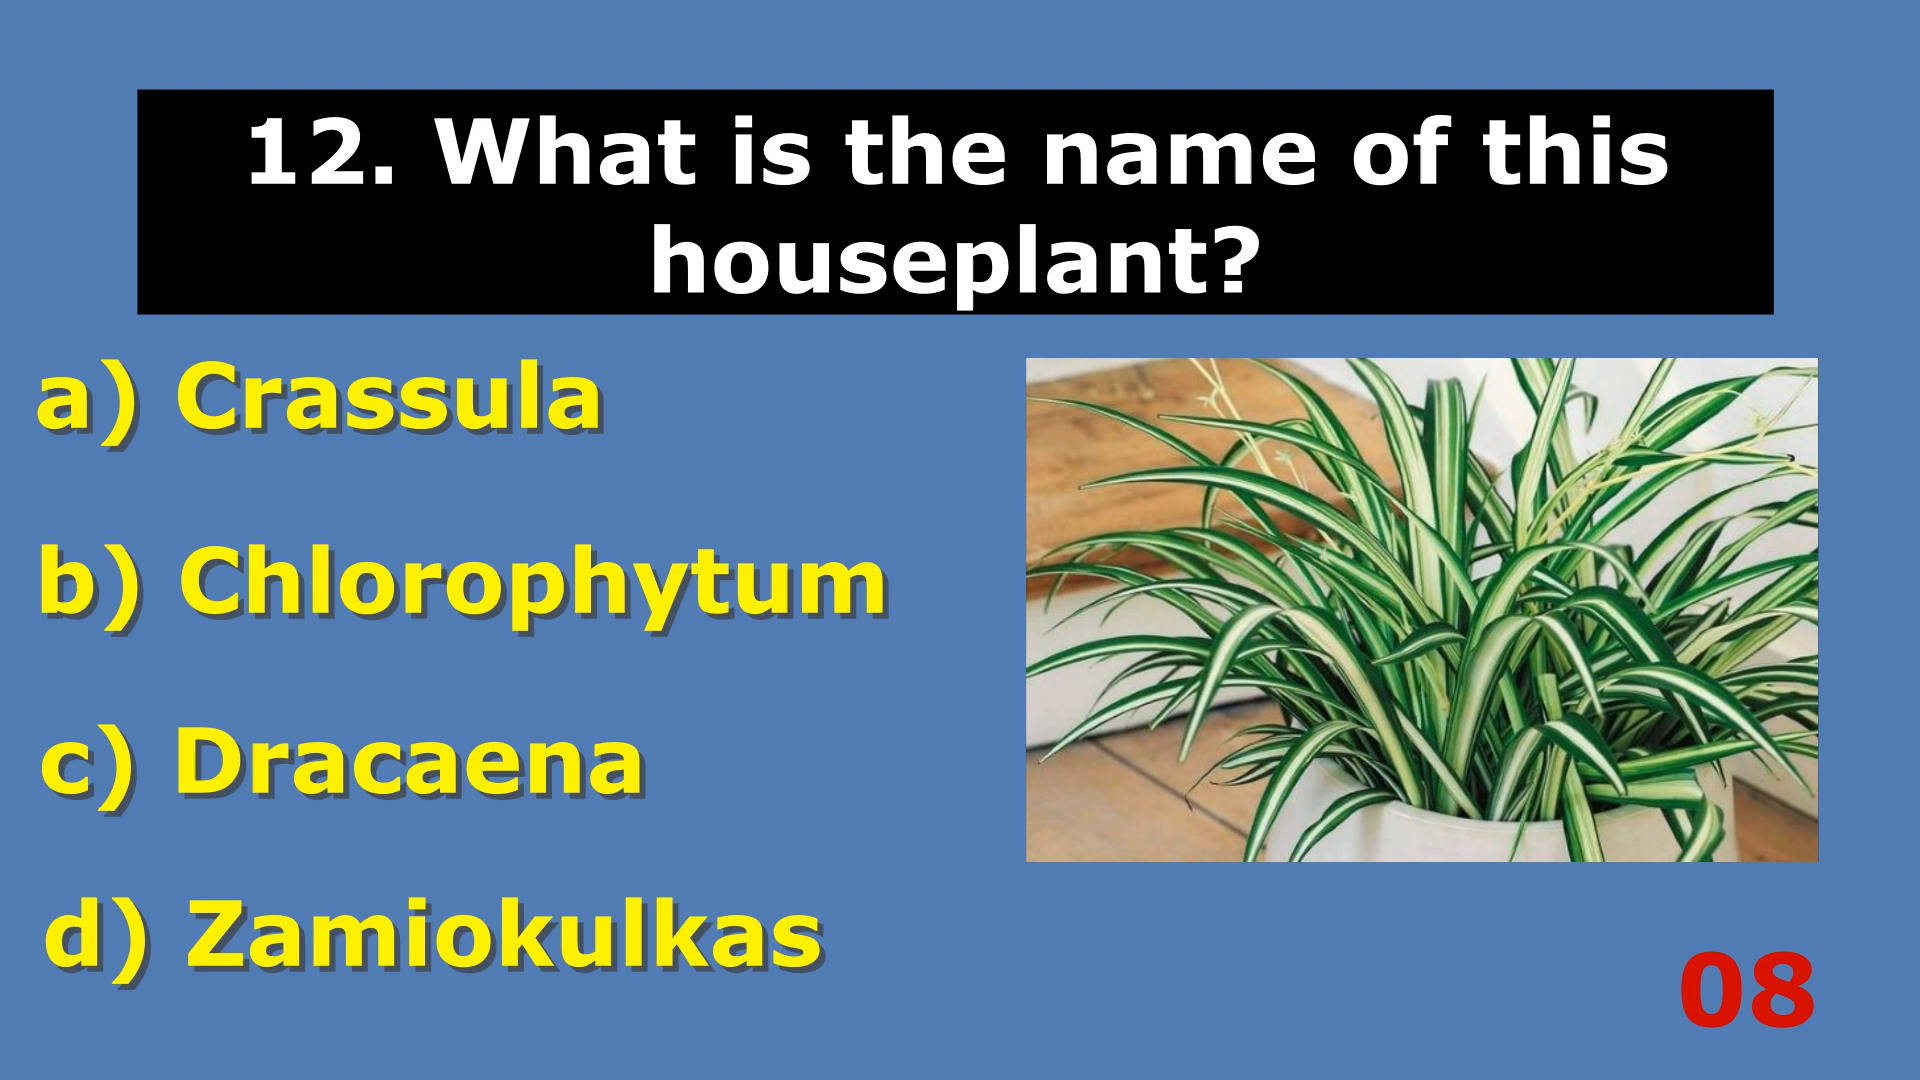 12. What is the name of this
houseplant?
a) Crassula
b) Chlorophytum
c) Dracaena
d) Zamiokulkas
08